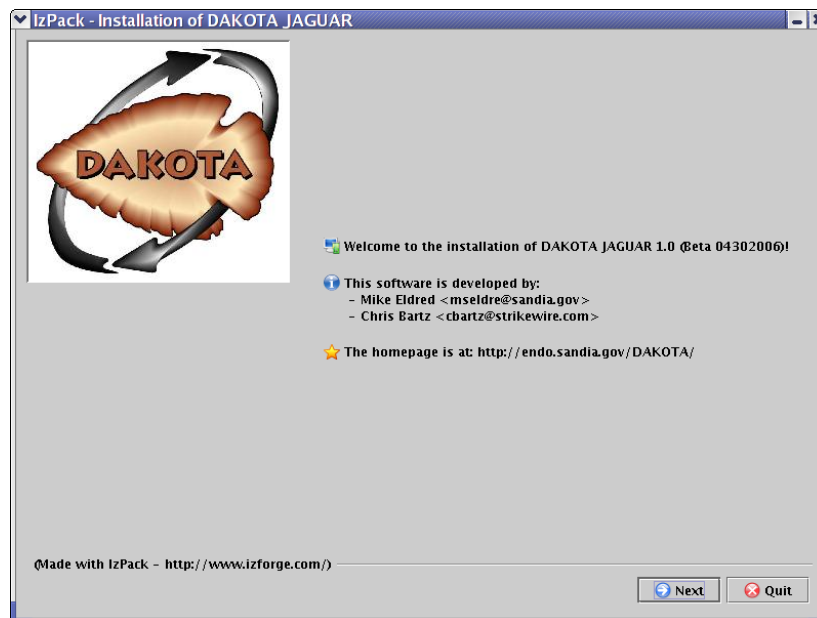 IzPack - Installation of DAKOTA JAGUAR
DAKOTA
Welcome to the installation of DAKOTA JAGUAR 1.0 (Beta 04302006)!
This software is developed by:
- Mike Eldred <mseldre@sandia.gov>
- Chris Bartz <cbartz@strikewire.com>
The homepage is at: http://endo.sandia.gov/DAKOTA/
(Made with IzPack - http://www.izforge.com/)
Next
Quit